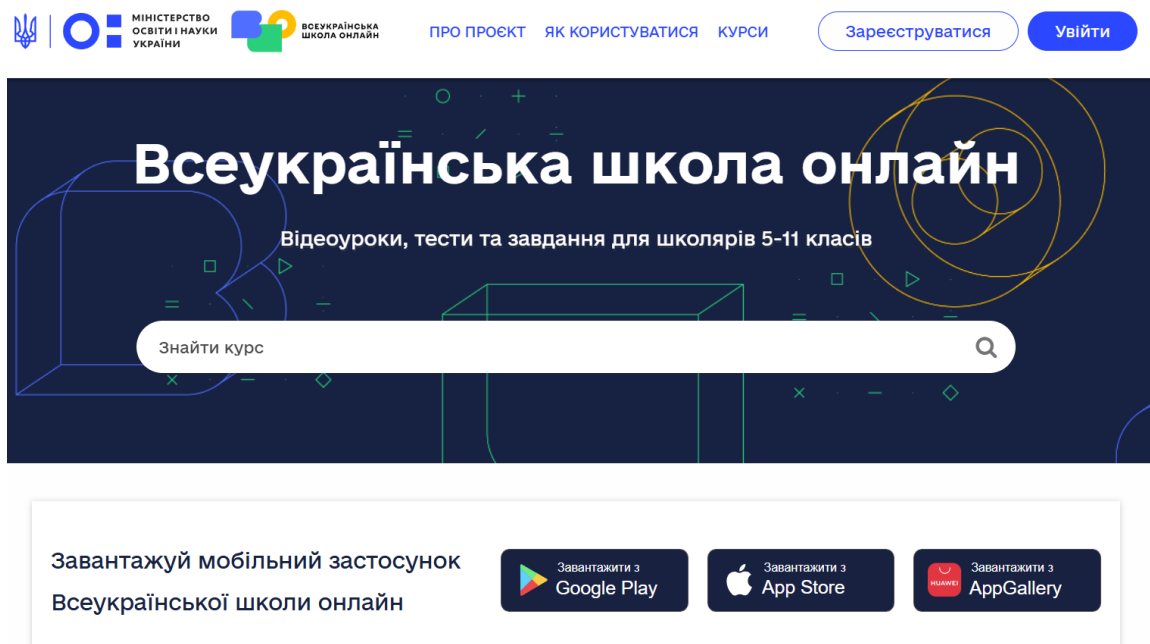 МІНІСТЕРСТВО
ОСВІТИ І НАУКИ
УКРАЇНИ
ВСЕУКРАЇНСЬКА
ШКОЛА ОНЛАЙН
ПРО ПРОЄКТ ЯК КОРИСТУВАТИСЯ КУРСИ Зареєструватися Увійти
Всеукраїнська школа онлайн
Відеоуроки, тести та завдання для школярів 5-11 класів
Знайти курс
Завантажуй мобільний застосунок
Всеукраїнської школи онлайн
Завантажити з
Google Play
Завантажити з
App Store
HUAWEI
Завантажити з
AppGallery